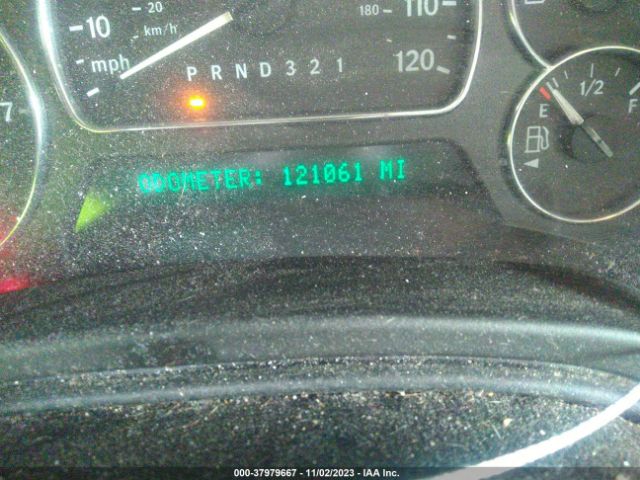 20
10
km/h
mph
7
P R N D 3 2 1
180
110
120
1/2
E
F
ODOMETER: 121061 MI
000-37979667 - 11/02/2023 - IAA Inc.